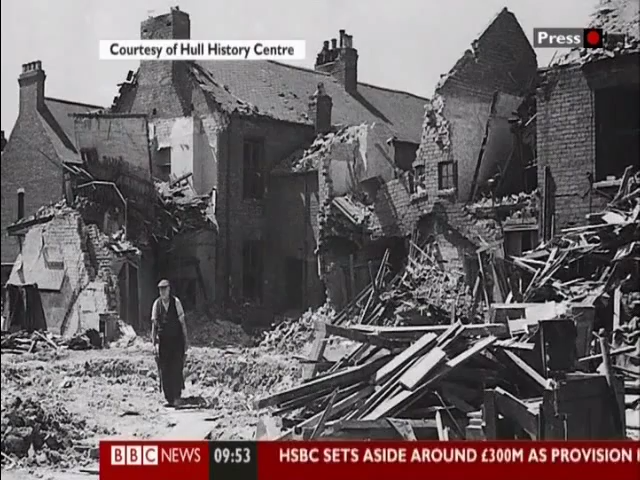 Courtesy of Hull History Centre
Press
BBC NEWS 09:53 HSBC SETS ASIDE AROUND £300M AS PROVISION